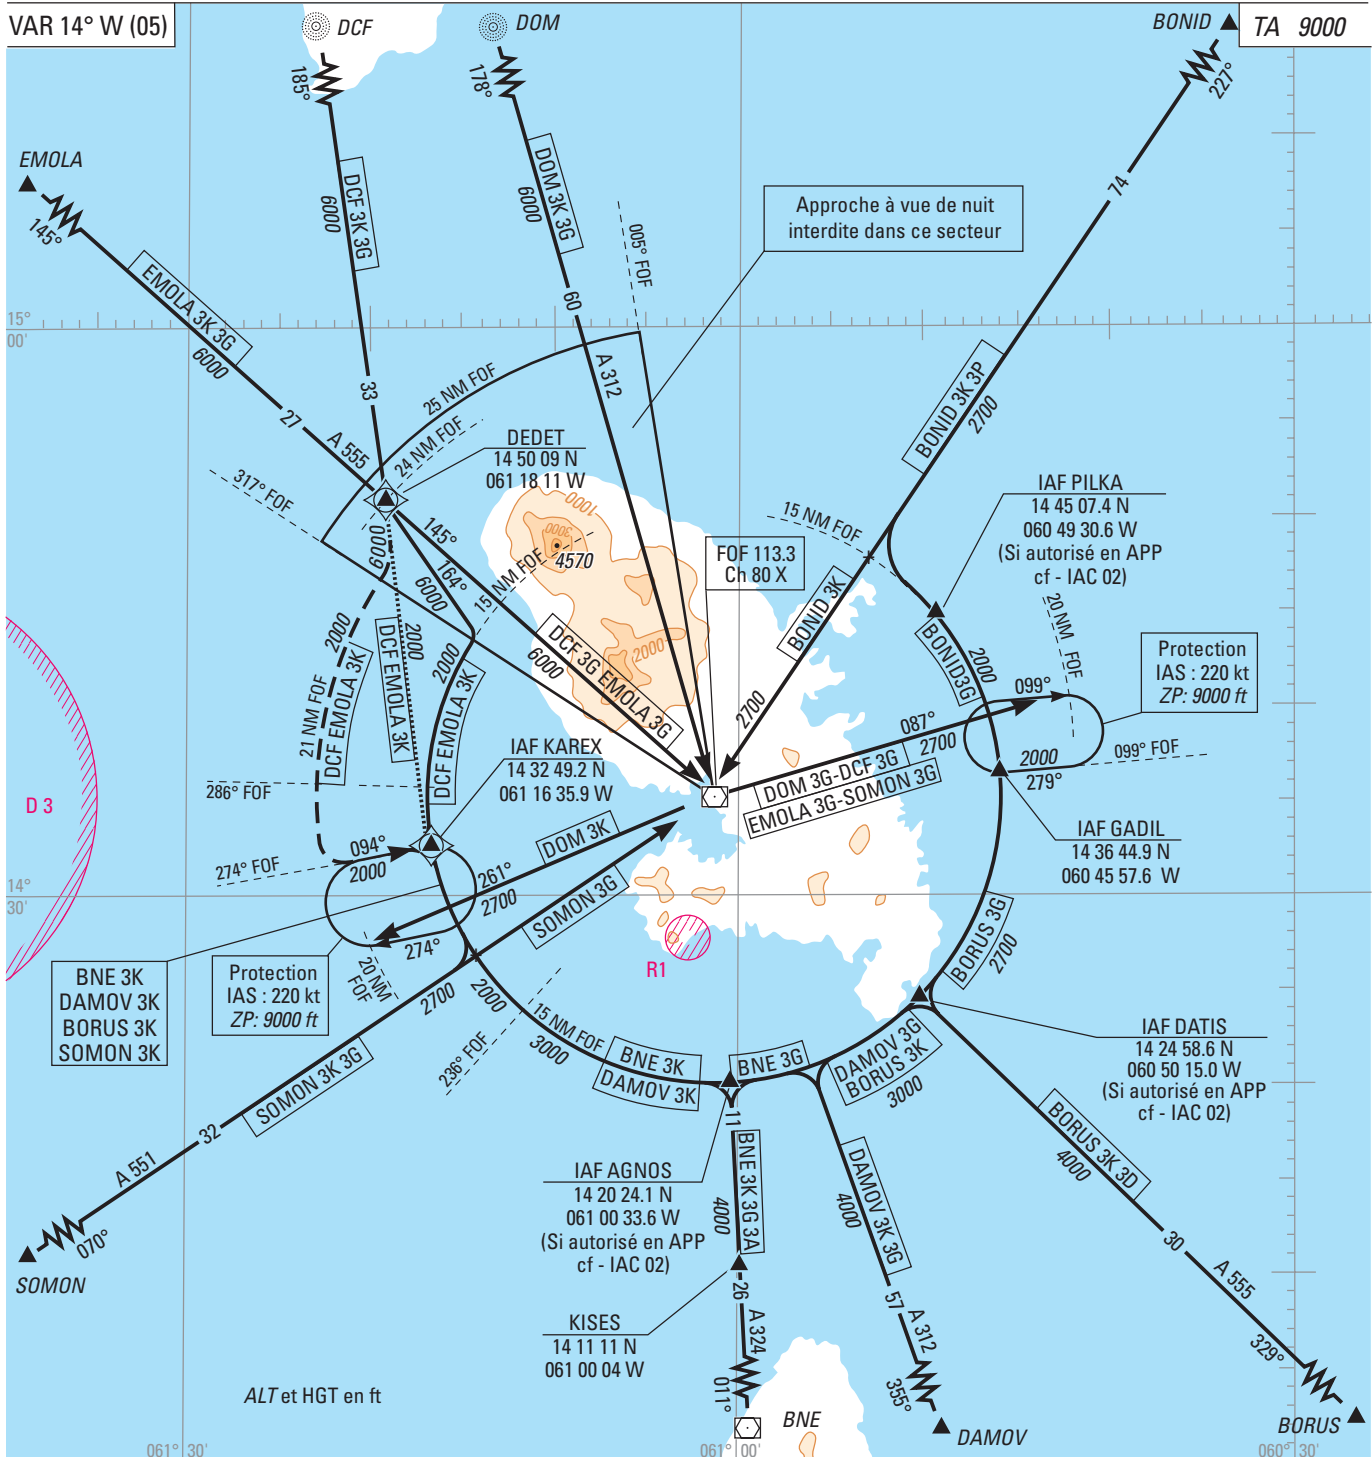 VAR 14° W (05)
DCF
DOM
BONID
TA 9000
185°
178°
227°
EMOLA
145°
DCF 3K 3G
6000
DOM 3K 3G
6000
74
Approche à vue de nuit
interdite dans ce secteur
005° FOF
EMOLA 3K 3G
6000
60
15°
00'
33
A 312
25 NM FOF
BONID 3K 3P
2700
27
A 555
24 NM FOF
DEDET
14 50 09 N
061 18 11 W
317° FOF
1000
3000
4570
15 NM FOF
IAF PILKA
14 45 07.4 N
060 49 30.6 W
(Si autorisé en APP
cf - IAC 02)
6000
145°
164°
6000
15 NM FOF
FOF 113.3
Ch 80 X
BONID 3K
20 NM FOF
2000
DCF EMOLA 3K
21 NM FOF
2000
DCF EMOLA 3K
2000
DCF EMOLA 3K
DCF 3G EMOLA 3G
6000
2000
2700
BONID3G
2000
099°
Protection
IAS : 220 kt
ZP: 9000 ft
087°
2700
2000
279°
099° FOF
IAF KAREX
14 32 49.2 N
061 16 35.9 W
DOM 3G-DCF 3G
EMOLA 3G-SOMON 3G
286° FOF
D 3
274° FOF
094°
2000
DOM 3K
IAF GADIL
14 36 44.9 N
060 45 57.6 W
14°
30'
261°
2700
SOMON 3G
274°
20 NM
FOF
BNE 3K
DAMOV 3K
BORUS 3K
SOMON 3K
Protection
IAS : 220 kt
ZP: 9000 ft
2700
2000
R1
BORUS 3G
2700
236° FOF
15 NM FOF
3000
BNE 3K
DAMOV 3K
BNE 3G
DAMOV 3G
BORUS 3K
3000
IAF DATIS
14 24 58.6 N
060 50 15.0 W
(Si autorisé en APP
cf - IAC 02)
SOMON 3K 3G
32
A 551
070°
SOMON
11
BNE 3K 3G 3A
4000
IAF AGNOS
14 20 24.1 N
061 00 33.6 W
(Si autorisé en APP
cf - IAC 02)
DAMOV 3K 3G
4000
BORUS 3K 3D
4000
30
A 555
KISES
14 11 11 N
061 00 04 W
26
A 324
011°
57
A 312
355°
329°
ALT et HGT en ft
BNE
DAMOV
BORUS
061° 30'
061° 00'
060° 30'